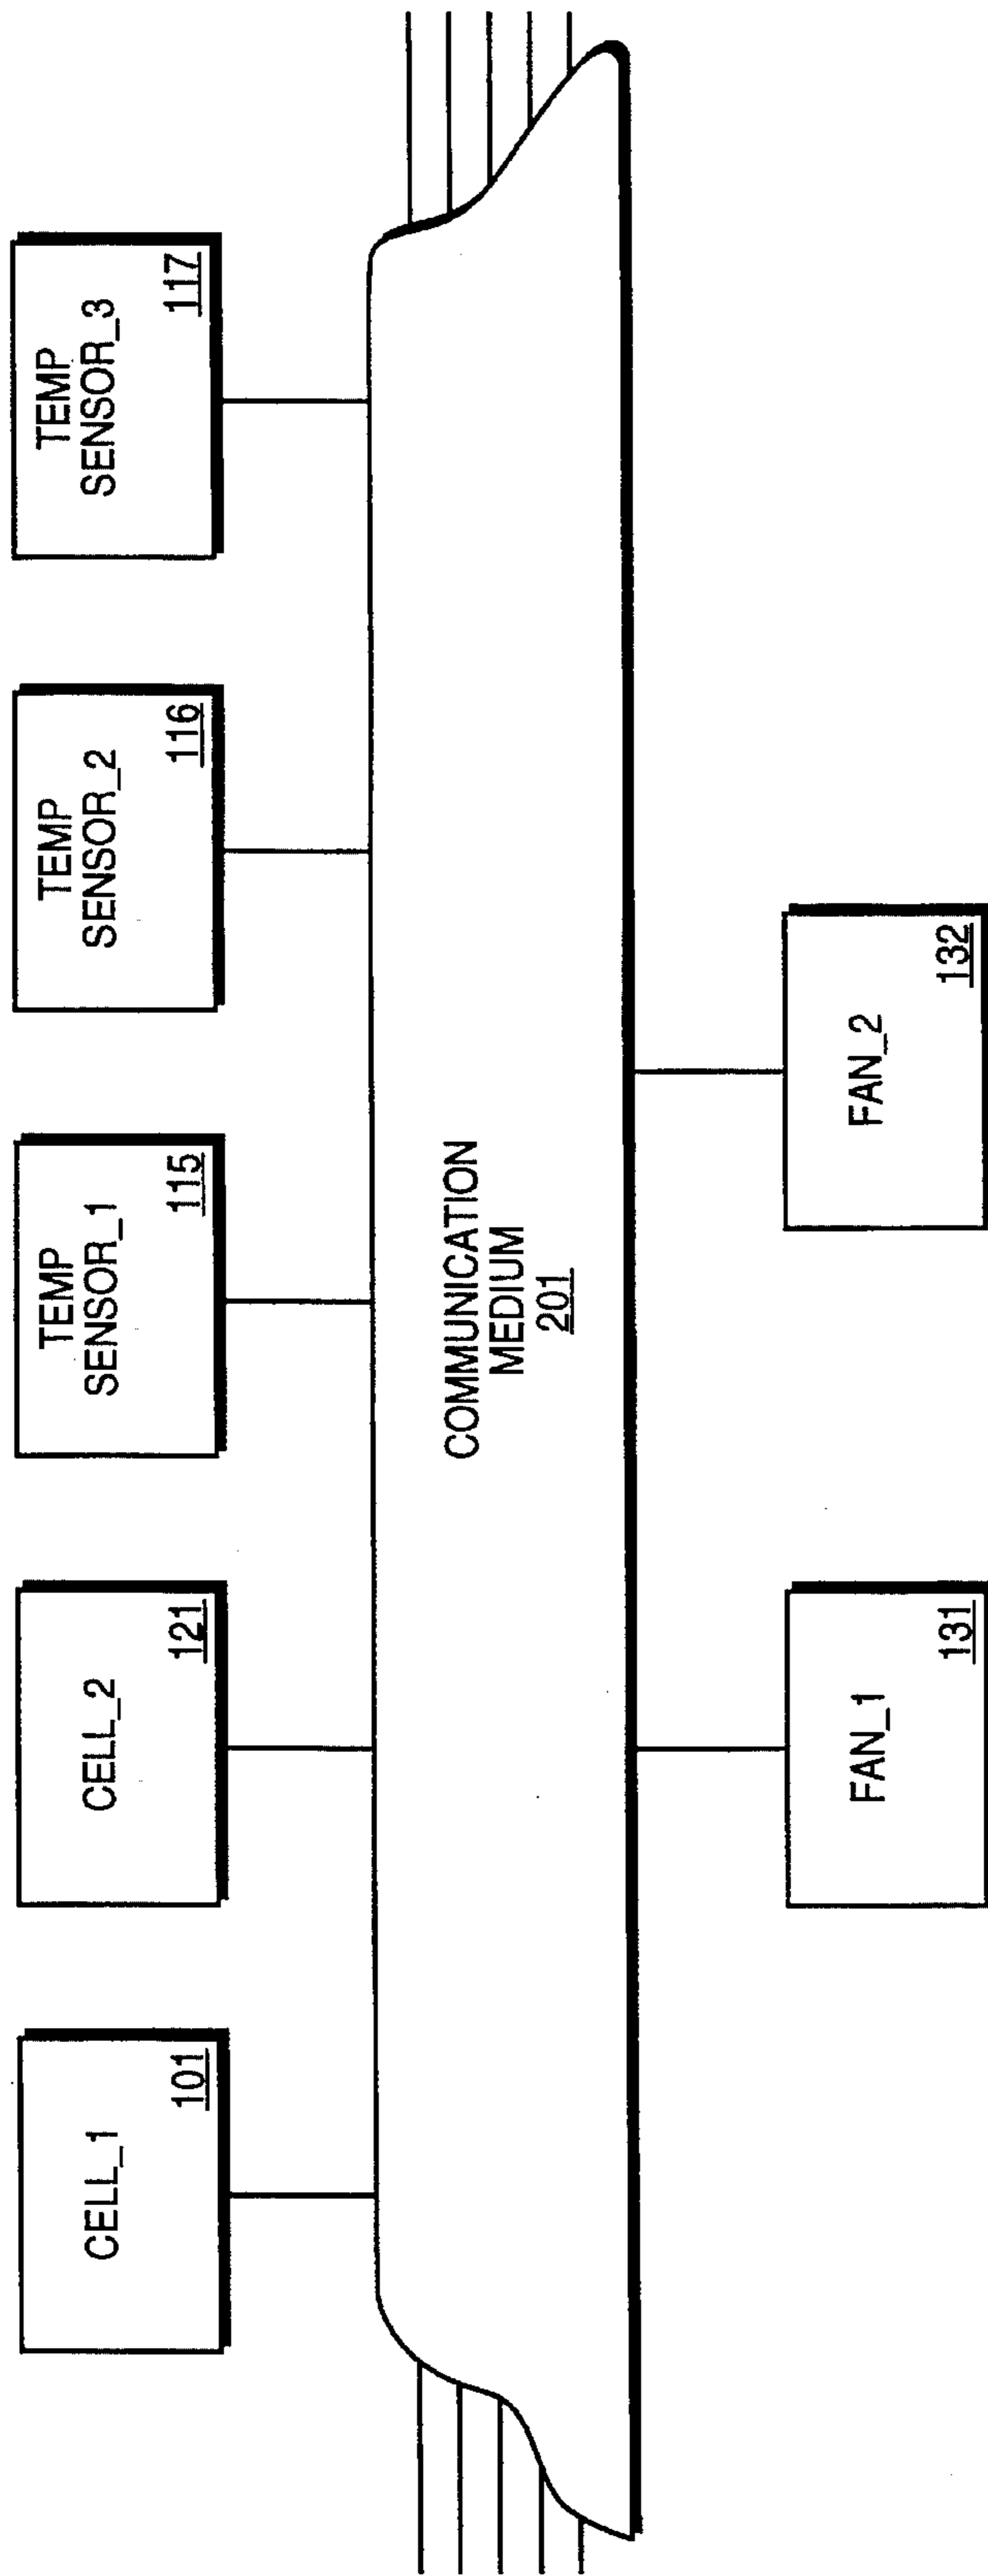 CELL_1
101
CELL_2
121
TEMP
SENSOR_1
115
TEMP
SENSOR_2
116
TEMP
SENSOR_3
117
COMMUNICATION
MEDIUM
201
FAN_1
131
FAN_2
132